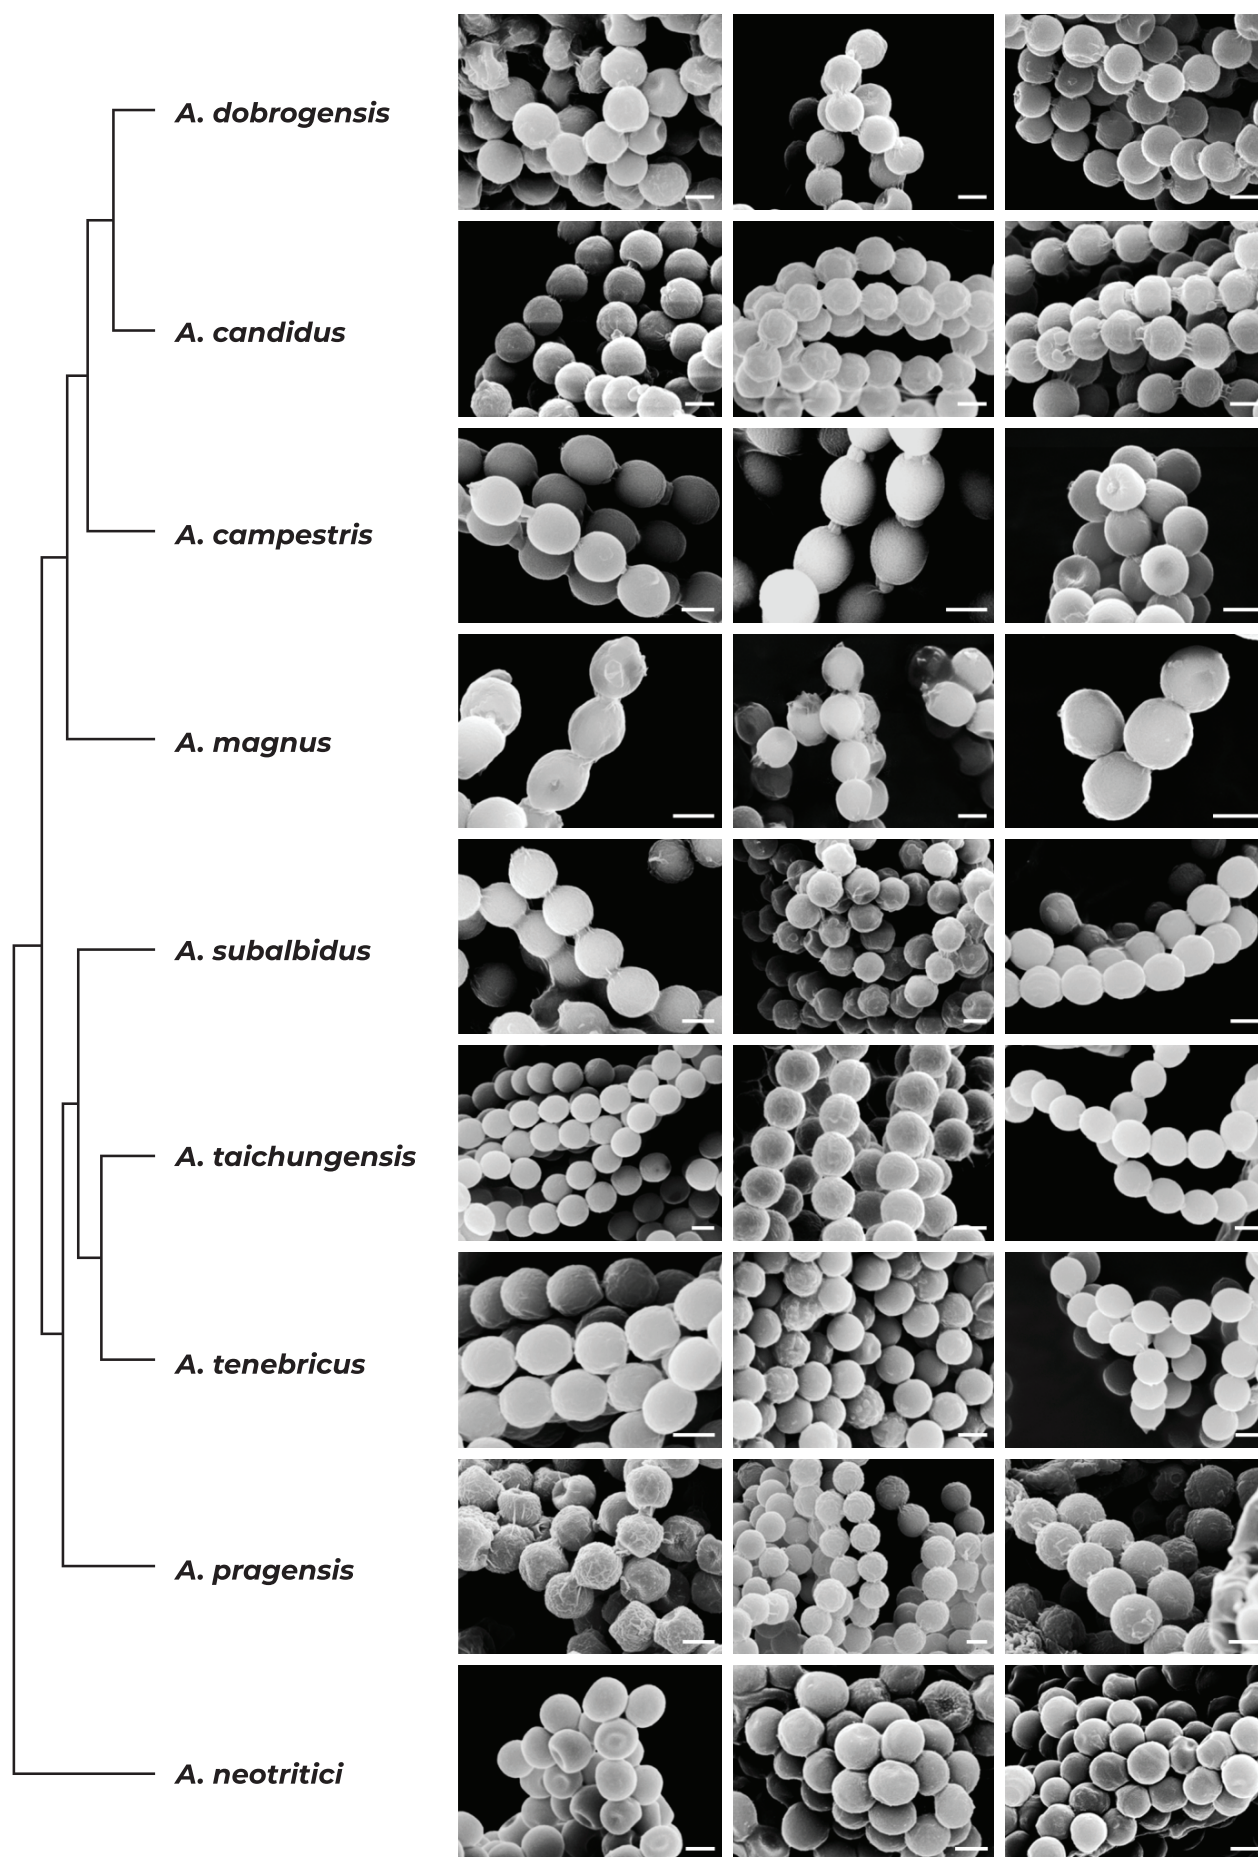 A. dobrogensis
A. candidus
A. campestris
A. magnus
A. subalbidus
A. taichungensis
A. tenebricus
A. pragensis
A. neotritici